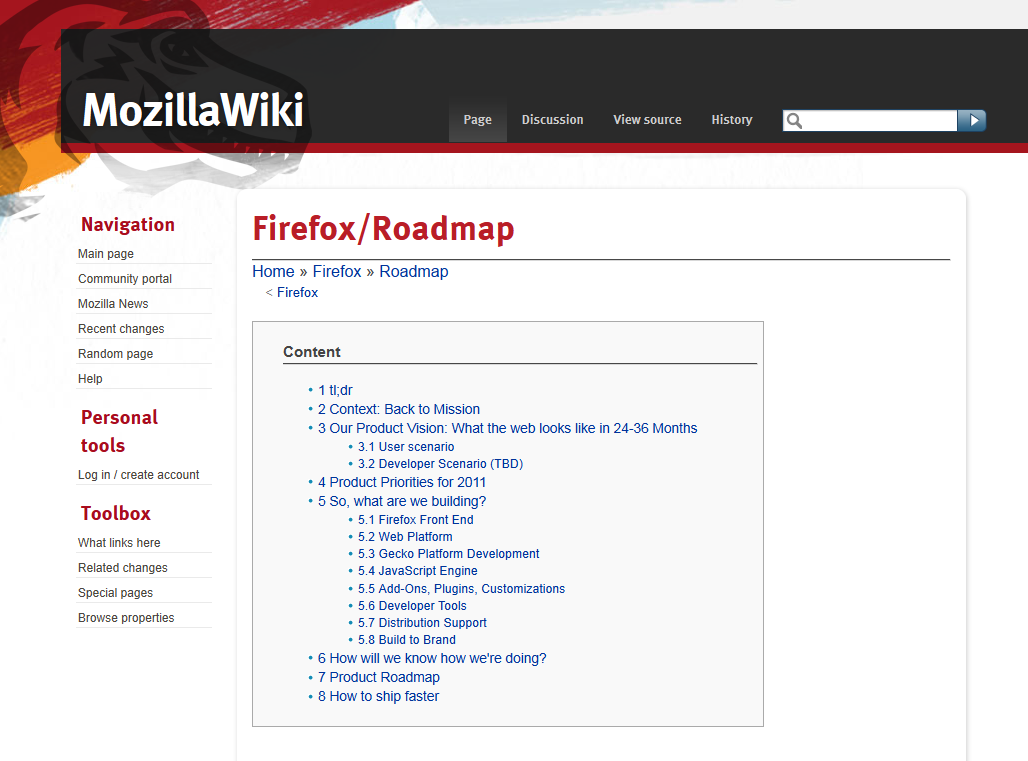 MozillaWiki
Page Discussion View source History
Navigation
Main page
Community portal
Mozilla News
Recent changes
Random page
Help
Personal
tools
Log in / create account
Toolbox
What links here
Related changes
Special pages
Browse properties
Firefox/Roadmap
Home » Firefox » Roadmap
< Firefox
Content
1 tl;dr
2 Context: Back to Mission
3 Our Product Vision: What the web looks like in 24-36 Months
3.1 User scenario
3.2 Developer Scenario (TBD)
4 Product Priorities for 2011
5 So, what are we building?
5.1 Firefox Front End
5.2 Web Platform
5.3 Gecko Platform Development
5.4 JavaScript Engine
5.5 Add-Ons, Plugins, Customizations
5.6 Developer Tools
5.7 Distribution Support
5.8 Build to Brand
6 How will we know how we're doing?
7 Product Roadmap
8 How to ship faster